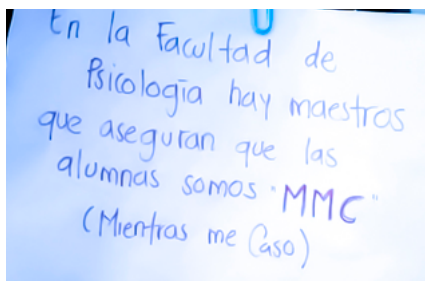 En la Facultad de
Psicología hay maestros
que aseguran que las
alumnas somos "MMC"
(Mientras me Caso)